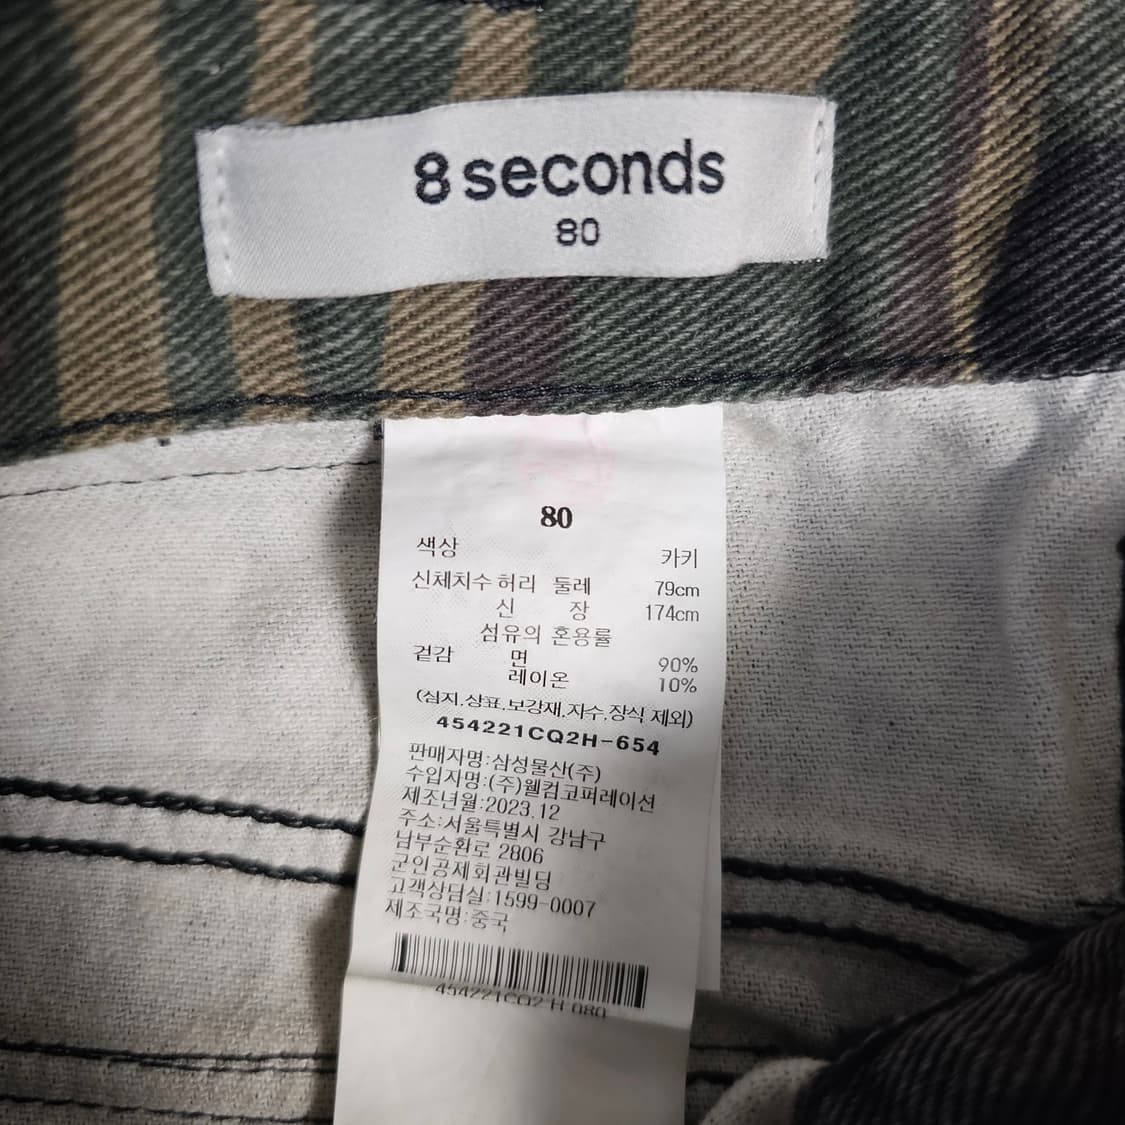 8 seconds
80
80
색상 카키
신체치수 허리 둘레 79cm
신 장 174cm
섬유의 혼용률
겉감 면 90%
레이온 10%
(심지,상표,보강재,자수,장식 제외)
454221CQ2H-654
판매자명:삼성물산(주)
수입자명:(주)웰컴코퍼레이션
제조년월:2023.12
주소:서울특별시 강남구
남부순환로 2806
군인공제회관빌딩
고객상담실:1599-0007
제조국명:중국
454221CQ2 H 080